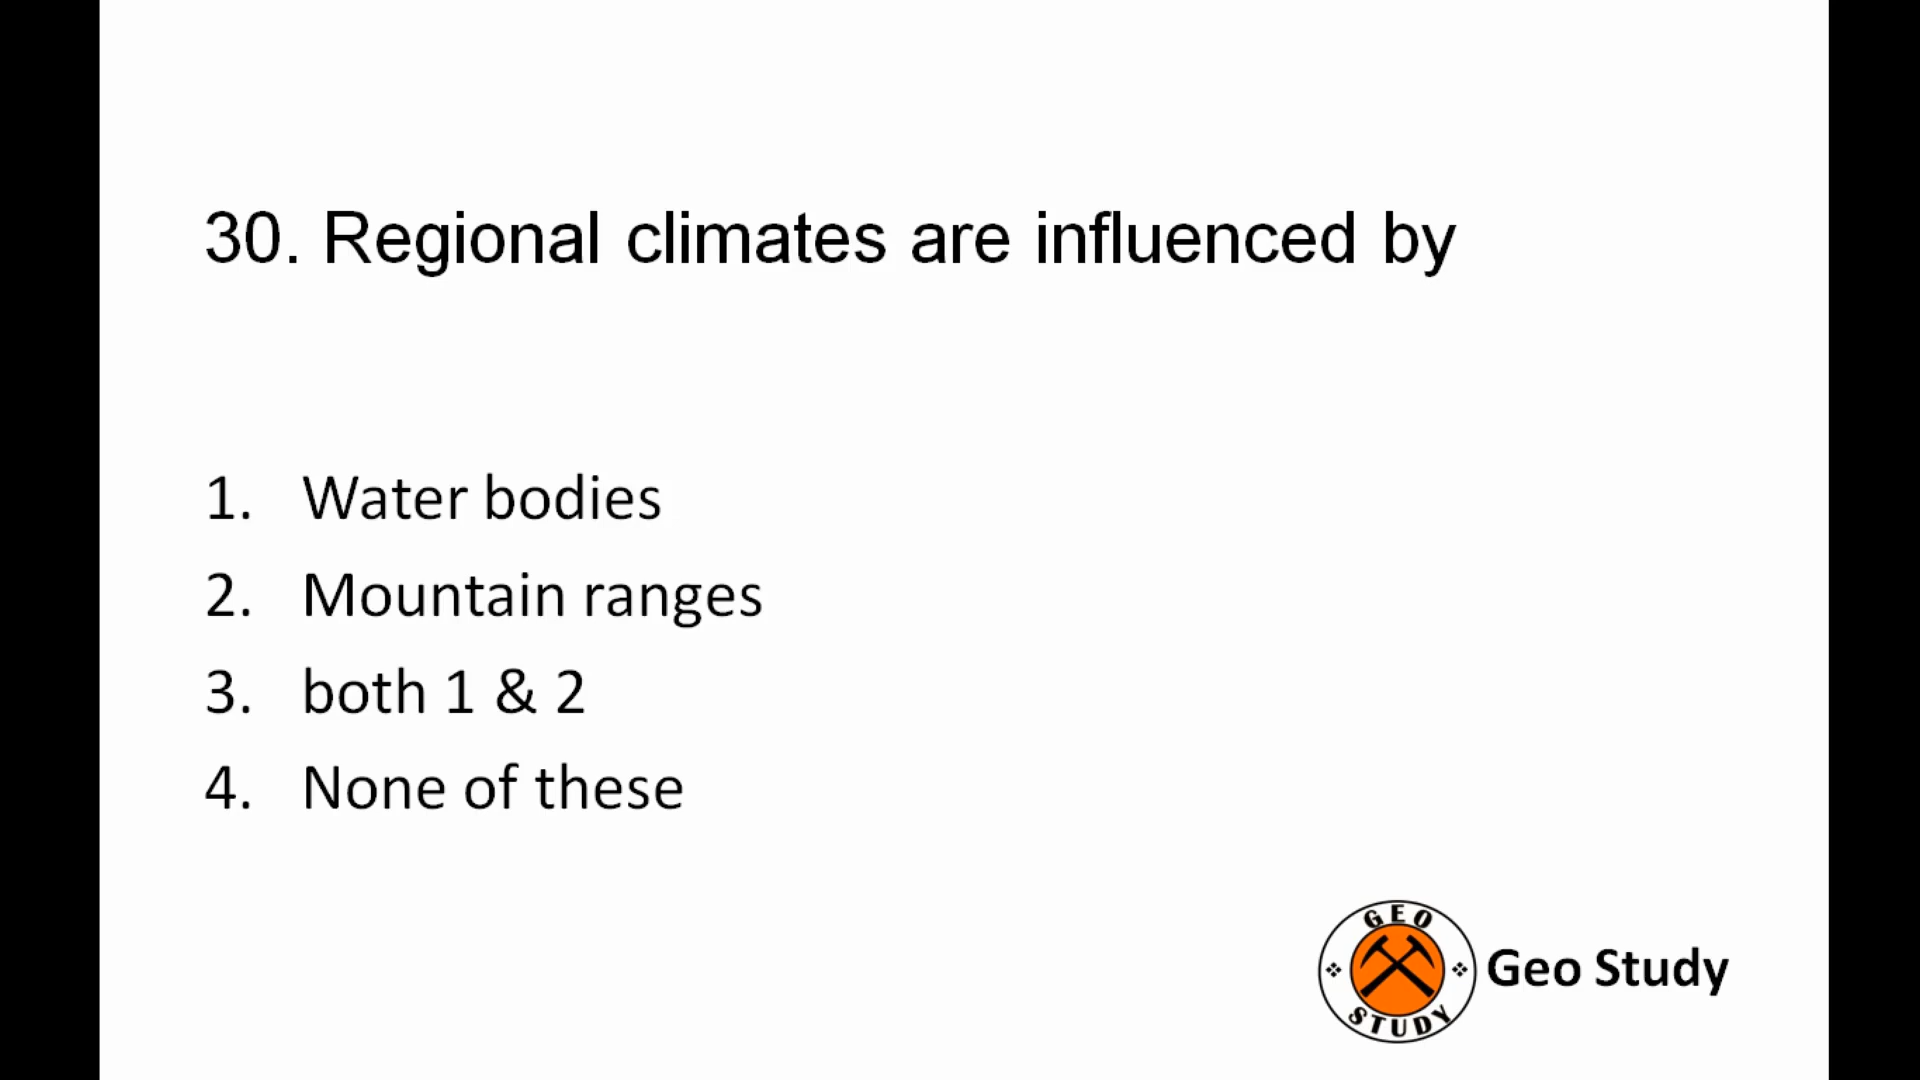 30. Regional climates are influenced by
1. Water bodies
2. Mountain ranges
3. both 1 & 2
4. None of these
GEO
STUDY
Geo Study